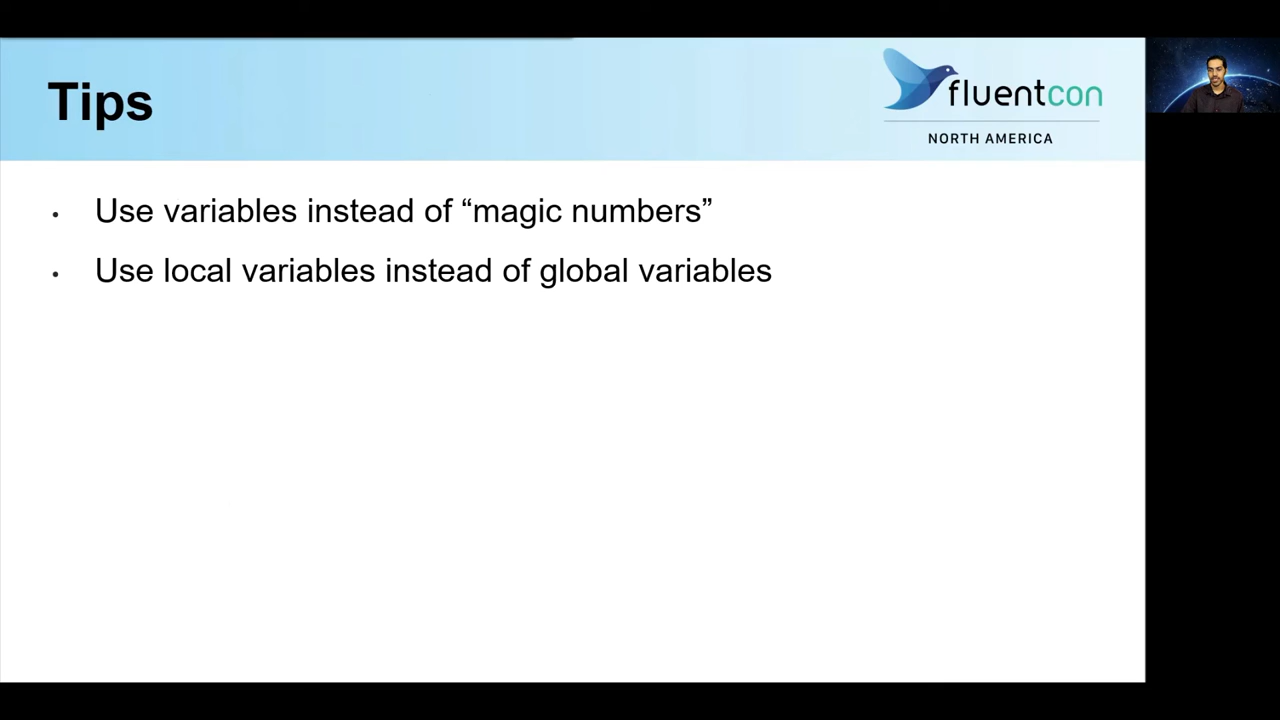 Tips
fluentcon
NORTH AMERICA
• Use variables instead of “magic numbers”
• Use local variables instead of global variables